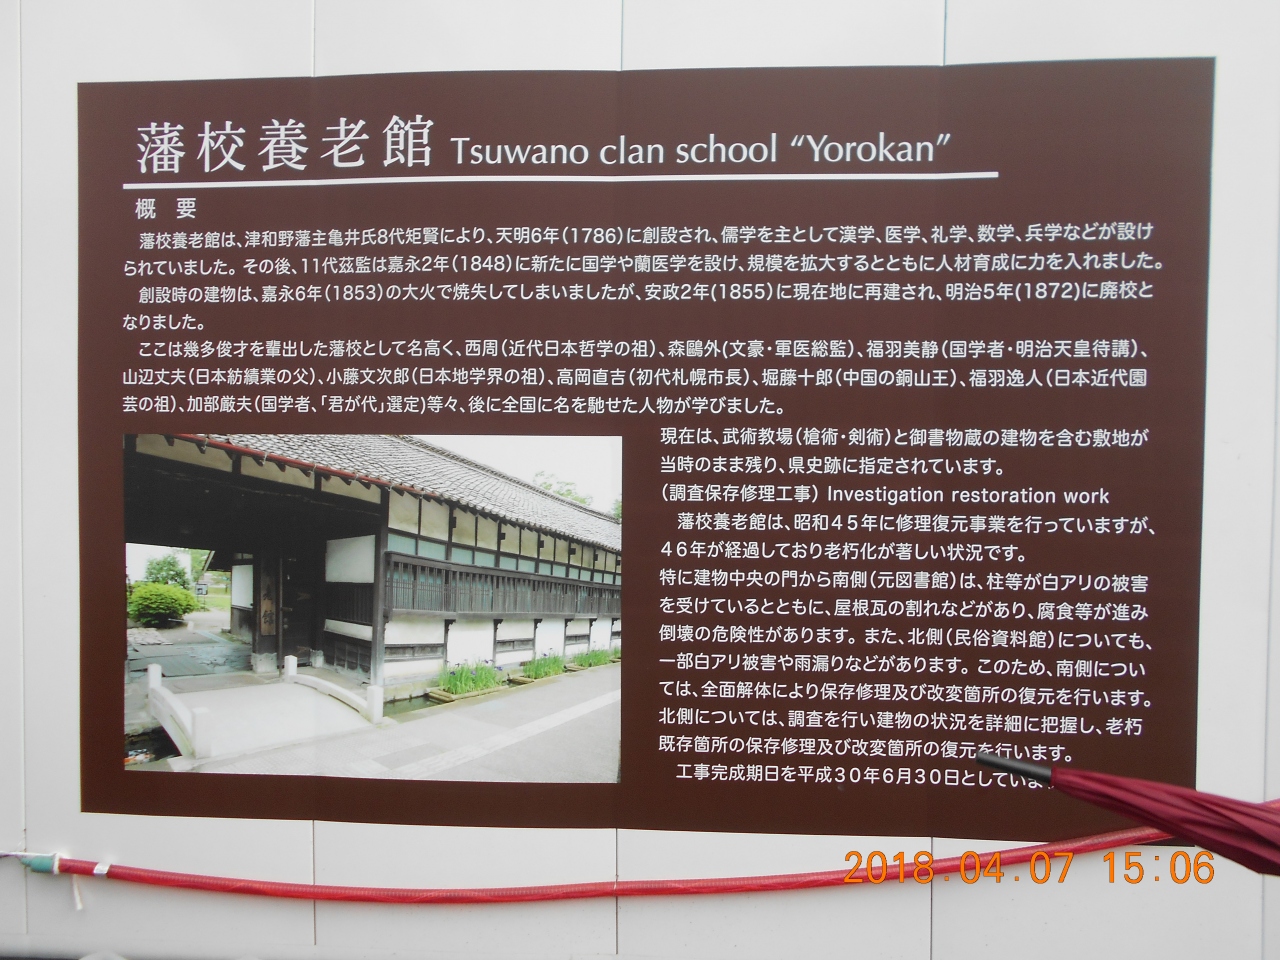 藩校養老館 Tsuwano clan school “Yorokan”
概 要
藩校養老館は、津和野藩主亀井氏8代矩賢により、天明6年(1786)に創設され、儒学を主として漢学、医学、礼学、数学、兵学などが設け
られていました。その後、11代茲監は嘉永2年(1848)に新たに国学や蘭医学を設け、規模を拡大するとともに人材育成に力を入れました。
創設時の建物は、嘉永6年(1853)の大火で焼失してしまいましたが、安政2年(1855)に現在地に再建され、明治5年(1872)に廃校と
なりました。
ここは幾多俊才を輩出した藩校として名高く、西周(近代日本哲学の祖)、森鷗外(文豪・軍医総監)、福羽美静(国学者・明治天皇待講)、
山辺丈夫(日本紡績業の父)、小藤文次郎(日本地学界の祖)、高岡直吉(初代札幌市長)、堀藤十郎(中国の銅山王)、福羽逸人(日本近代園
芸の祖)、加部厳夫(国学者、「君が代」選定)等々、後に全国に名を馳せた人物が学びました。
現在は、武術教場(槍術・剣術)と御書物蔵の建物を含む敷地が
当時のまま残り、県史跡に指定されています。
(調査保存修理工事) Investigation restoration work
藩校養老館は、昭和45年に修理復元事業を行っていますが、
46年が経過しており老朽化が著しい状況です。
特に建物中央の門から南側(元図書館)は、柱等が白アリの被害
を受けているとともに、屋根瓦の割れなどがあり、腐食等が進み
倒壊の危険性があります。また、北側(民俗資料館)についても、
一部白アリ被害や雨漏りなどがあります。このため、南側につい
ては、全面解体により保存修理及び改変箇所の復元を行います。
北側については、調査を行い建物の状況を詳細に把握し、老朽
既存箇所の保存修理及び改変箇所の復元を行います。
工事完成期日を平成30年6月30日としていま
2018.04.07 15:06